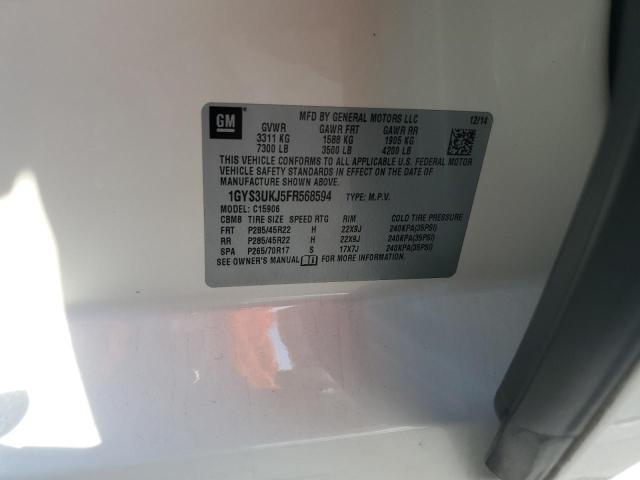 GM
MFD BY GENERAL MOTORS LLC 12/14
GVWR GAWR FRT GAWR RR
3311 KG 1588 KG 1905 KG
7300 LB 3500 LB 4200 LB
THIS VEHICLE CONFORMS TO ALL APPLICABLE U.S. FEDERAL MOTOR
VEHICLE SAFETY STANDARDS IN EFFECT ON THE DATE OF
MANUFACTURE SHOWN ABOVE.
1GYS3UKJ5FR568594 TYPE: M.P.V.
MODEL: C15906
CBM8 TIRE SIZE SPEED RTG RIM COLD TIRE PRESSURE
FRT P285/45R22 H 22X9J 240KPA(35PSI)
RR P285/45R22 H 22X9J 240KPA(35PSI)
SPA P265/70R17 S 17X7J 240KPA(35PSI)
SEE OWNER'S MANUAL FOR MORE INFORMATION.